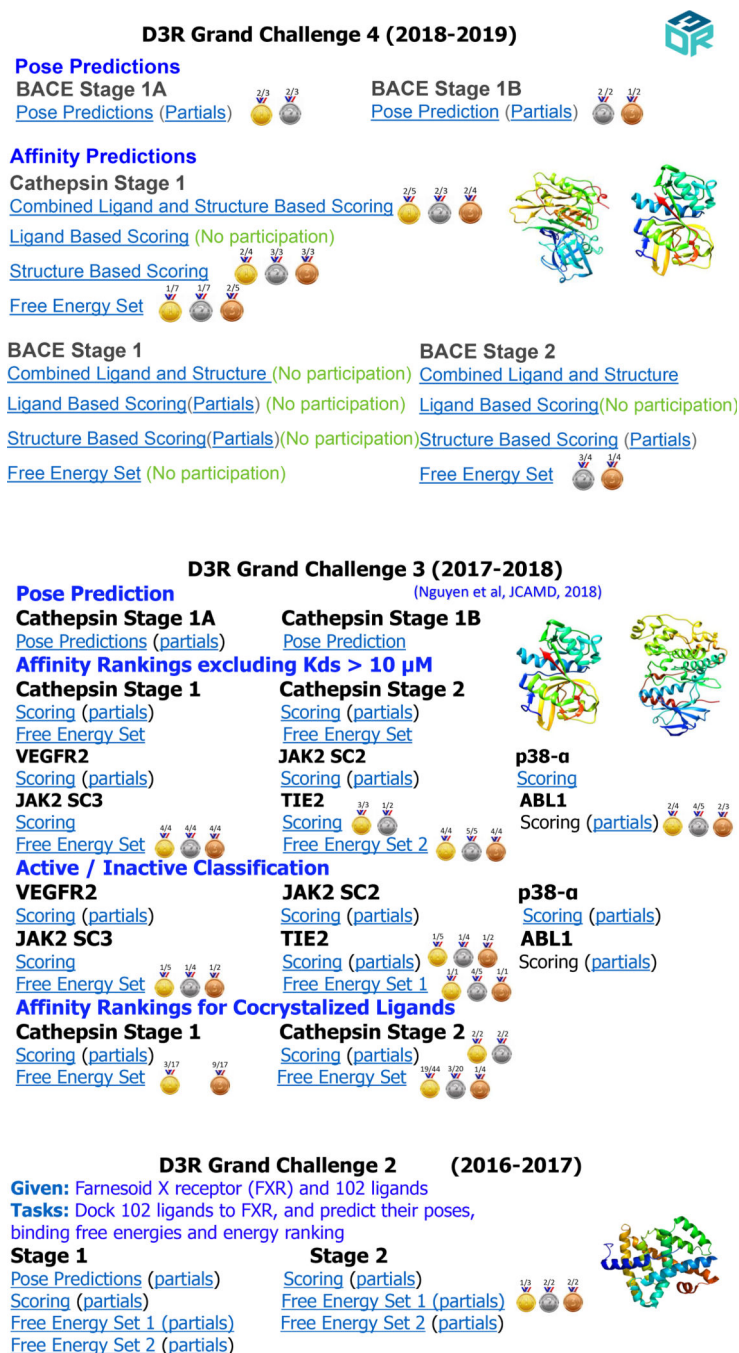 D3R Grand Challenge 4 (2018-2019)
D3R
Pose Predictions
BACE Stage 1A BACE Stage 1B
Pose Predictions (Partials) 2/3 2/3 Pose Prediction (Partials) 2/2 1/2
Affinity Predictions
Cathepsin Stage 1
Combined Ligand and Structure Based Scoring 2/5 2/3 2/4
Ligand Based Scoring (No participation)
Structure Based Scoring 2/4 3/3 3/3
Free Energy Set 1/7 1/7 2/5
BACE Stage 1 BACE Stage 2
Combined Ligand and Structure (No participation) Combined Ligand and Structure
Ligand Based Scoring(Partials) (No participation) Ligand Based Scoring(No participation)
Structure Based Scoring(Partials)(No participation) Structure Based Scoring (Partials)
Free Energy Set (No participation) Free Energy Set 3/4 1/4
D3R Grand Challenge 3 (2017-2018)
Pose Prediction (Nguyen et al, JCAMD, 2018)
Cathepsin Stage 1A Cathepsin Stage 1B
Pose Predictions (partials) Pose Prediction
Affinity Rankings excluding Kds > 10 μM
Cathepsin Stage 1 Cathepsin Stage 2
Scoring (partials) Scoring (partials)
Free Energy Set Free Energy Set
VEGFR2 JAK2 SC2 p38-α
Scoring (partials) Scoring (partials) Scoring
JAK2 SC3 TIE2 ABL1
Scoring Scoring 3/3 1/2 Scoring (partials) 2/4 4/5 2/3
Free Energy Set 4/4 4/4 4/4 Free Energy Set 2 4/4 5/5 4/4
Active / Inactive Classification
VEGFR2 JAK2 SC2 p38-α
Scoring (partials) Scoring (partials) Scoring (partials)
JAK2 SC3 TIE2 ABL1
Scoring Scoring (partials) 1/5 1/4 1/2 Scoring (partials)
Free Energy Set 1/5 1/4 1/2 Free Energy Set 1 1/1 4/5 1/1
Affinity Rankings for Cocrystalized Ligands
Cathepsin Stage 1 Cathepsin Stage 2 2/2 2/2
Scoring (partials) Scoring (partials)
Free Energy Set 3/17 9/17 Free Energy Set 19/44 3/20 1/4
D3R Grand Challenge 2 (2016-2017)
Given: Farnesoid X receptor (FXR) and 102 ligands
Tasks: Dock 102 ligands to FXR, and predict their poses,
binding free energies and energy ranking
Stage 1 Stage 2
Pose Predictions (partials) Scoring (partials)
Scoring (partials) Free Energy Set 1 (partials) 1/3 2/2 2/2
Free Energy Set 1 (partials) Free Energy Set 2 (partials)
Free Energy Set 2 (partials)